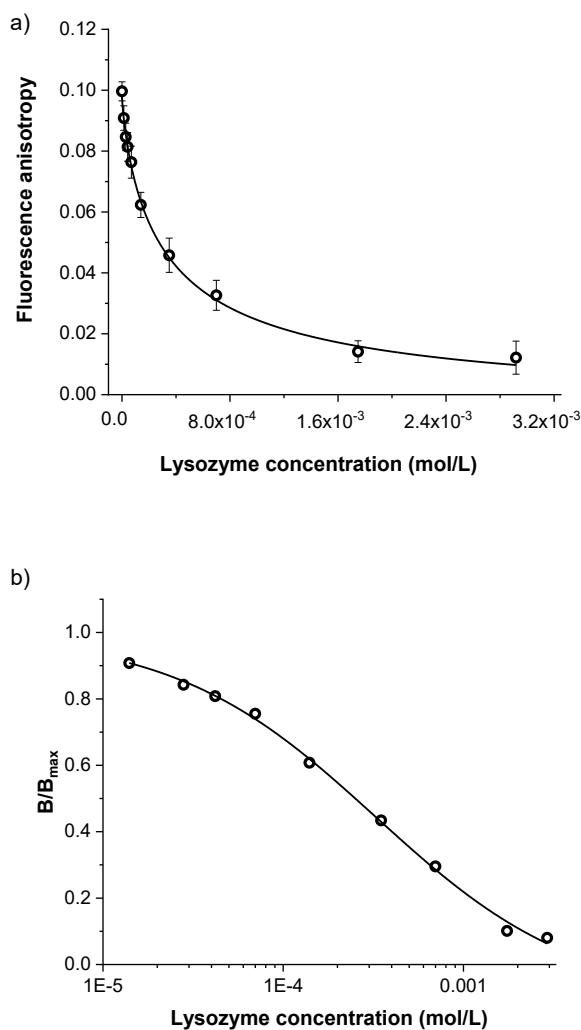 a)
0.12
0.10
0.08
0.06
0.04
0.02
0.00
Fluorescence anisotropy
0.0 8.0x10⁻⁴ 1.6x10⁻³ 2.4x10⁻³ 3.2x10⁻³
Lysozyme concentration (mol/L)
b)
1.0
0.8
0.6
0.4
0.2
0.0
B/Bₘₐₓ
1E-5 1E-4 0.001
Lysozyme concentration (mol/L)